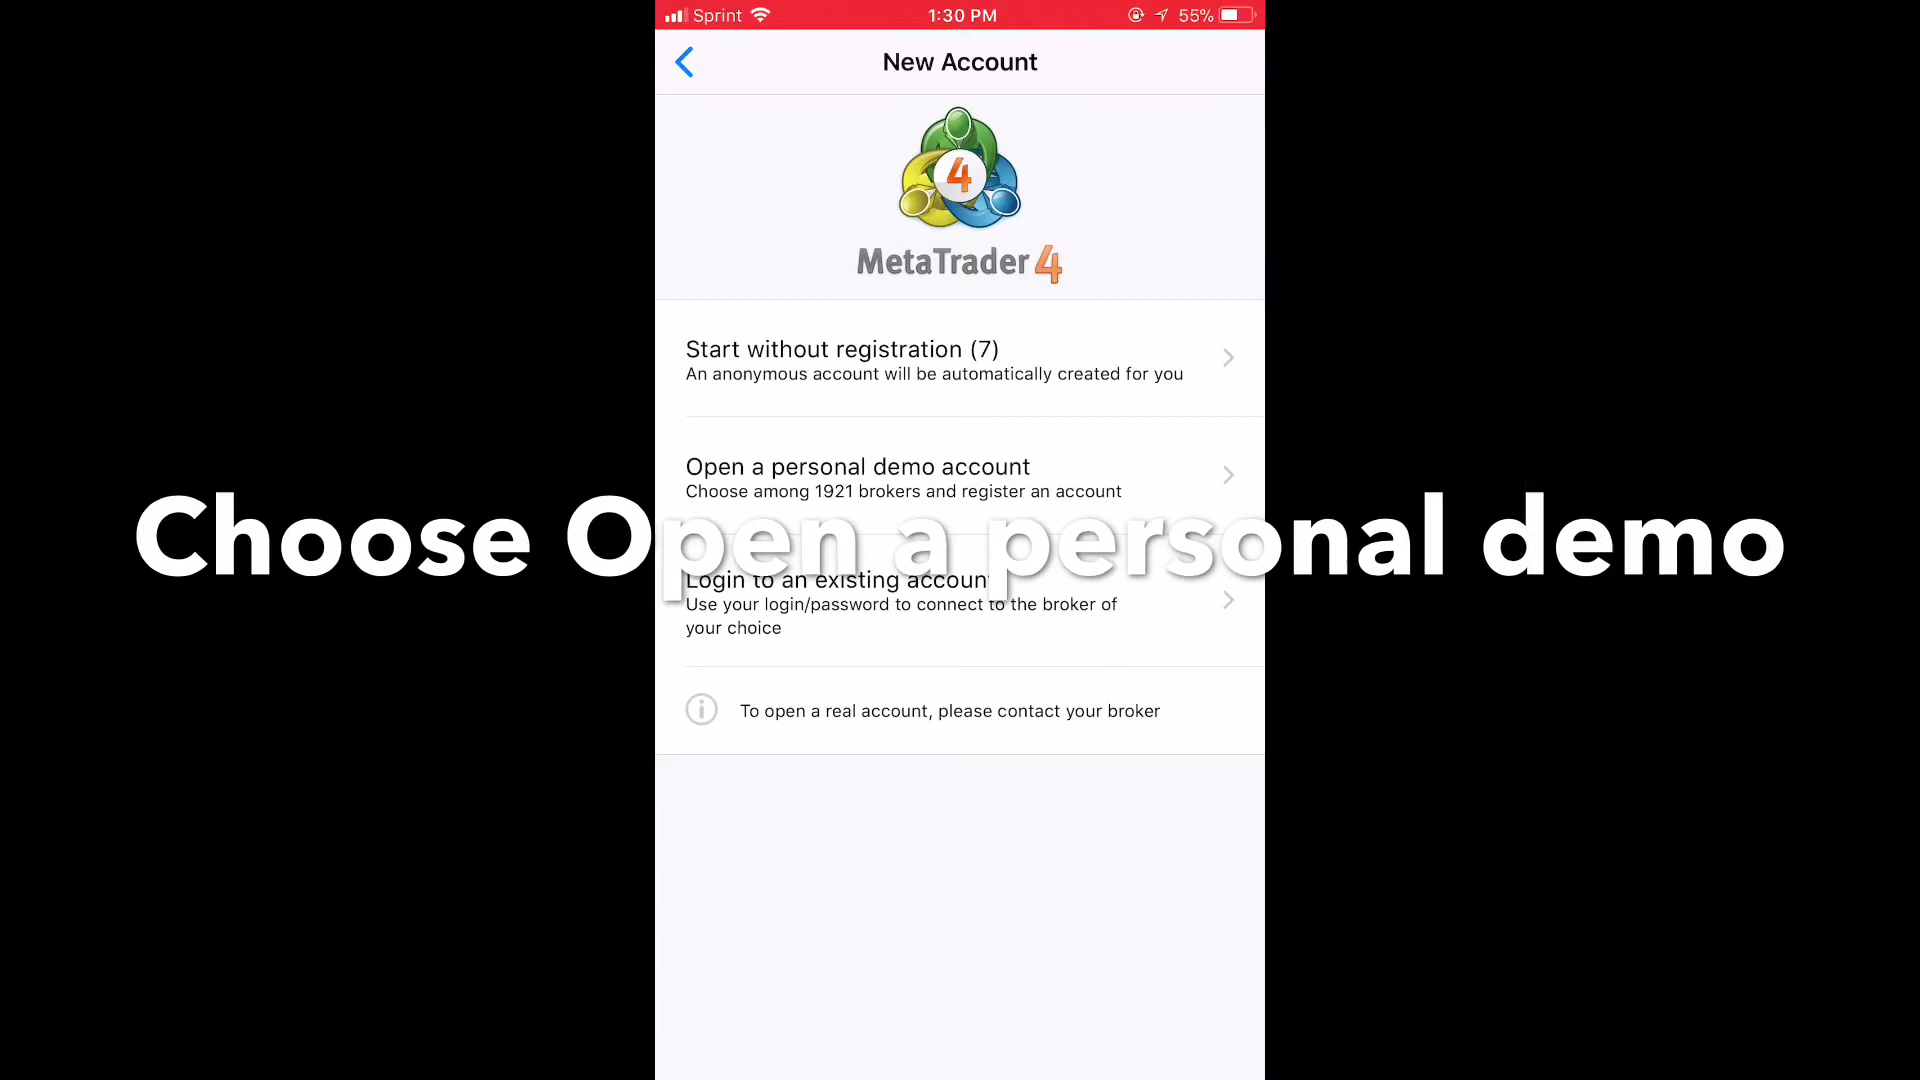 Sprint 1:30 PM 55%
New Account
4
MetaTrader 4
Start without registration (7)
An anonymous account will be automatically created for you
Open a personal demo account
Choose among 1921 brokers and register an account
Choose Open a personal demo
Login to an existing account
Use your login/password to connect to the broker of
your choice
To open a real account, please contact your broker